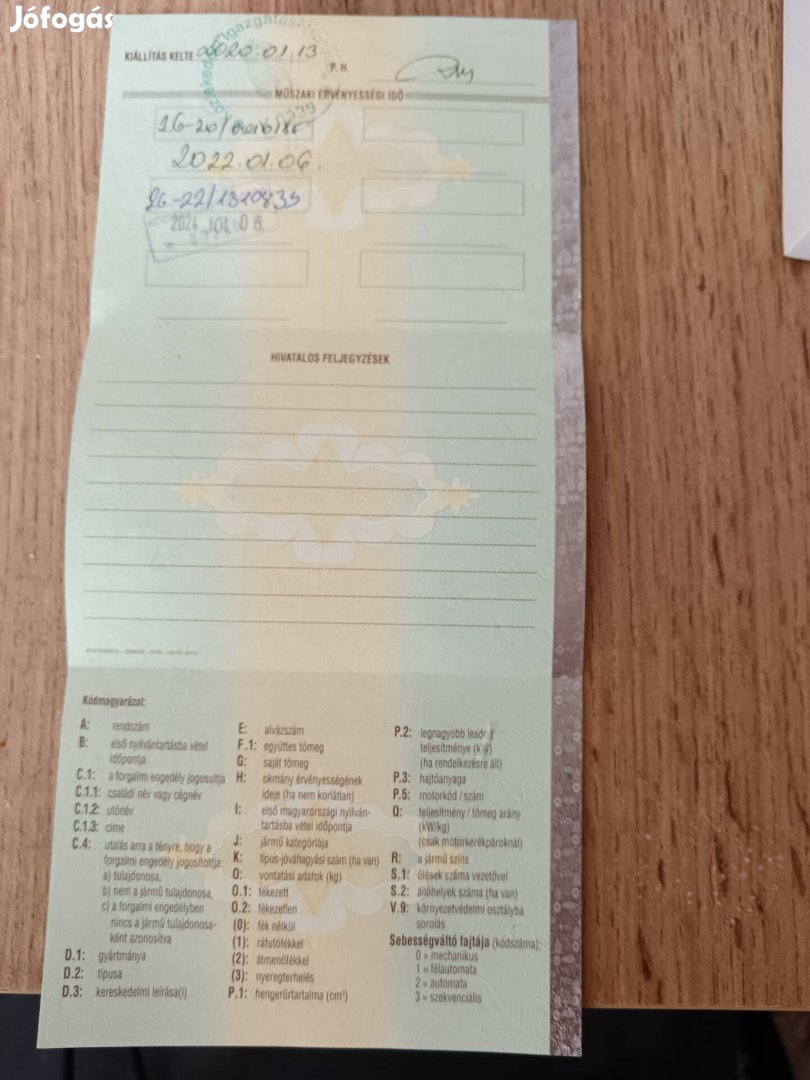 Jófogás
KIÁLLÍTÁS KELTE 2020.01.13
P. H.
MŰSZAKI ÉRVÉNYESSÉGI IDŐ
2022.01.06.
2024 JÚL 06.
HIVATALOS FELJEGYZÉSEK
Kódmagyarázat:
A: rendszám
B: első nyilvántartásba vétel
időpontja
C.1: a forgalmi engedély jogosultja
C.1.1: családi név vagy cégnév
C.1.2: utónév
C.1.3: címe
C.4: utalás arra a tényre, hogy a
forgalmi engedély jogosítottja:
a) tulajdonosa,
b) nem a jármű tulajdonosa,
c) a forgalmi engedélyben
nincs a jármű tulajdonosa-
ként azonosítva
D.1: gyártmánya
D.2: típusa
D.3: kereskedelmi leírása(i)
E: alvázszám
F.1: együttes tömeg
G: saját tömeg
H: okmány érvényességének
ideje (ha nem korlátlan)
I: első magyarországi nyilván-
tartásba vétel időpontja
J: jármű kategóriája
K: típus-jóváhagyási szám (ha van)
O: vontatási adatok (kg)
O.1: fékezett
O.2: fékezetlen
(0): fék nélkül
(1): ráfutófékkel
(2): átmenőfékkel
(3): nyeregterhelés
P.1: hengerűrtartalma (cm³)
P.2: legnagyobb leadott
teljesítménye (kW)
(ha rendelkezésre áll)
P.3: hajtóanyaga
P.5: motorkód / szám
Q: teljesítmény / tömeg arány
(kW/kg)
(csak motorkerékpároknál)
R: a jármű színe
S.1: ülések száma vezetővel
S.2: állóhelyek száma (ha van)
V.9: környezetvédelmi osztályba
sorolás
Sebességváltó fajtája (kódszáma):
0 = mechanikus
1 = félautomata
2 = automata
3 = szekvenciális